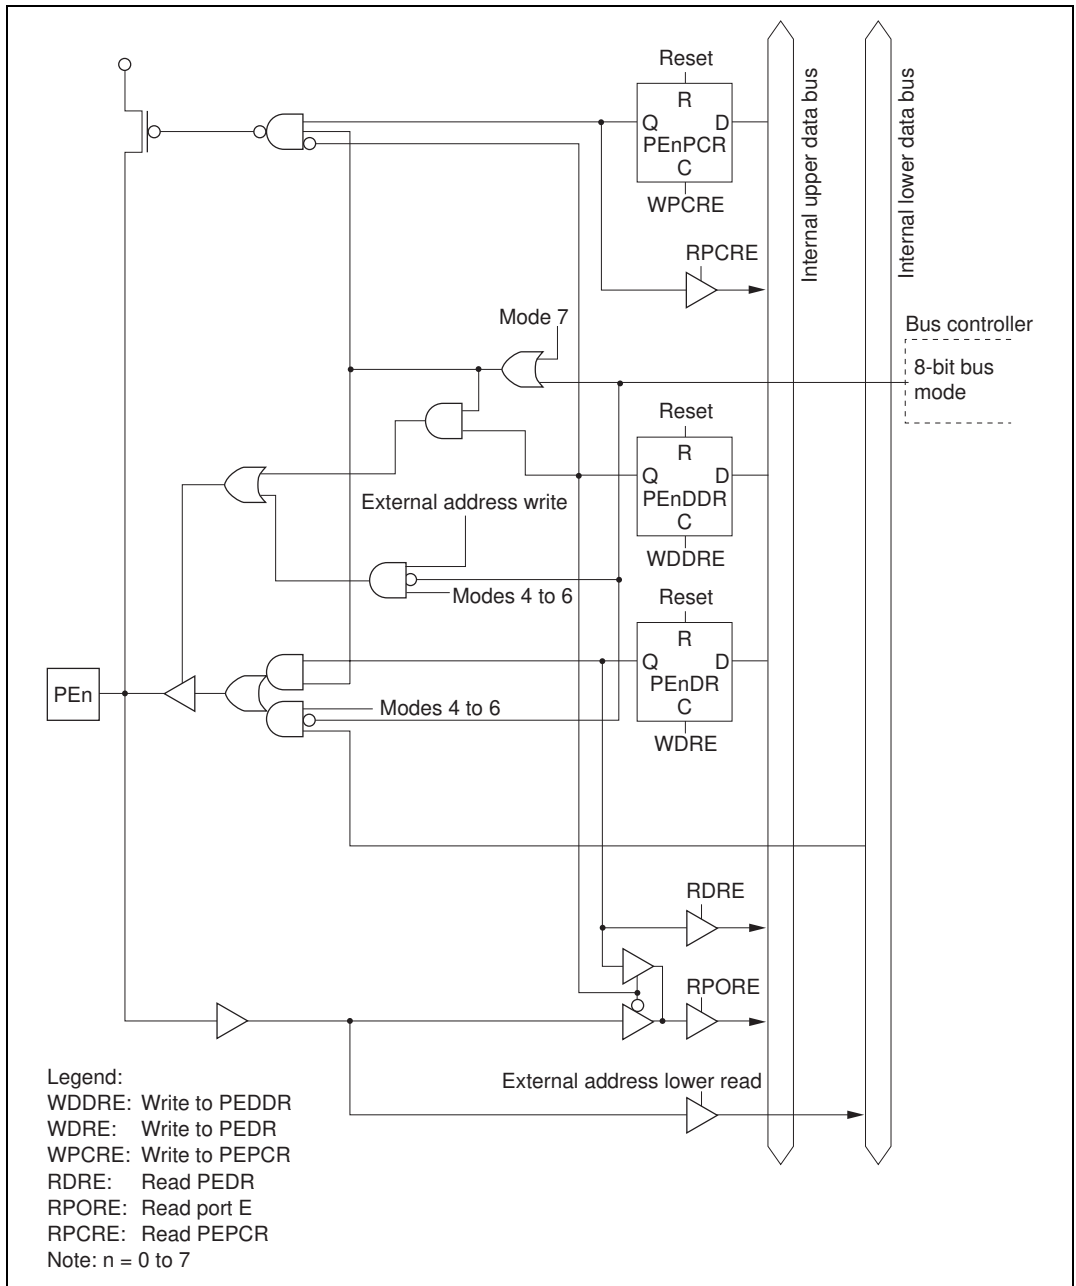 Reset
R
Q
D
PEnPCR
C
WPCRE
Internal upper data bus
Internal lower data bus
RPCRE
Mode 7
Bus controller
8-bit bus
mode
Reset
R
Q
D
PEnDDR
C
WDDRE
External address write
Modes 4 to 6
Reset
R
Q
D
PEnDR
C
WDRE
PEn
Modes 4 to 6
RDRE
RPORE
External address lower read
Legend:
WDDRE: Write to PEDDR
WDRE: Write to PEDR
WPCRE: Write to PEPCR
RDRE: Read PEDR
RPORE: Read port E
RPCRE: Read PEPCR
Note: n = 0 to 7